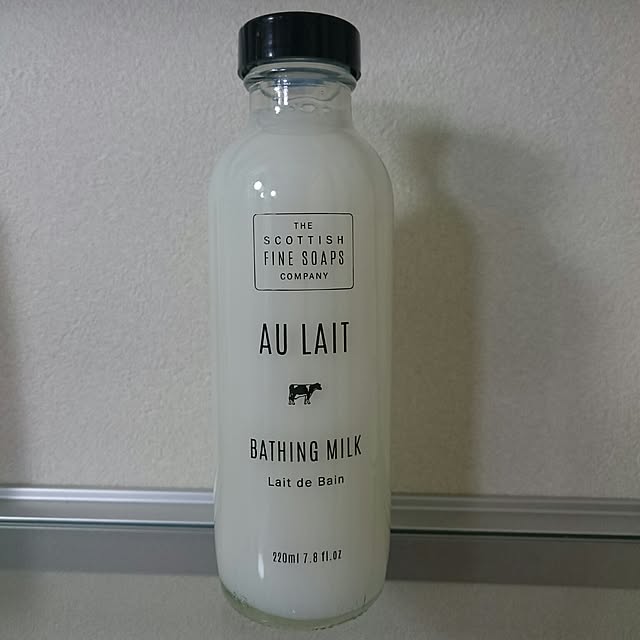 THE
SCOTTISH
FINE SOAPS
COMPANY
AU LAIT
BATHING MILK
Lait de Bain
220ml 7.8 fl.oz